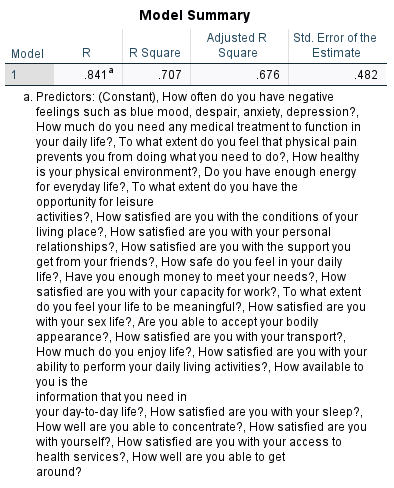 Model Summary
Model R R Square Adjusted R Square Std. Error of the Estimate
1 .841a .707 .676 .482
a. Predictors: (Constant), How often do you have negative
feelings such as blue mood, despair, anxiety, depression?,
How much do you need any medical treatment to function in
your daily life?, To what extent do you feel that physical pain
prevents you from doing what you need to do?, How healthy
is your physical environment?, Do you have enough energy
for everyday life?, To what extent do you have the
opportunity for leisure
activities?, How satisfied are you with the conditions of your
living place?, How satisfied are you with your personal
relationships?, How satisfied are you with the support you
get from your friends?, How safe do you feel in your daily
life?, Have you enough money to meet your needs?, How
satisfied are you with your capacity for work?, To what extent
do you feel your life to be meaningful?, How satisfied are you
with your sex life?, Are you able to accept your bodily
appearance?, How satisfied are you with your transport?,
How much do you enjoy life?, How satisfied are you with your
ability to perform your daily living activities?, How available to
you is the
information that you need in
your day-to-day life?, How satisfied are you with your sleep?,
How well are you able to concentrate?, How satisfied are you
with yourself?, How satisfied are you with your access to
health services?, How well are you able to get
around?